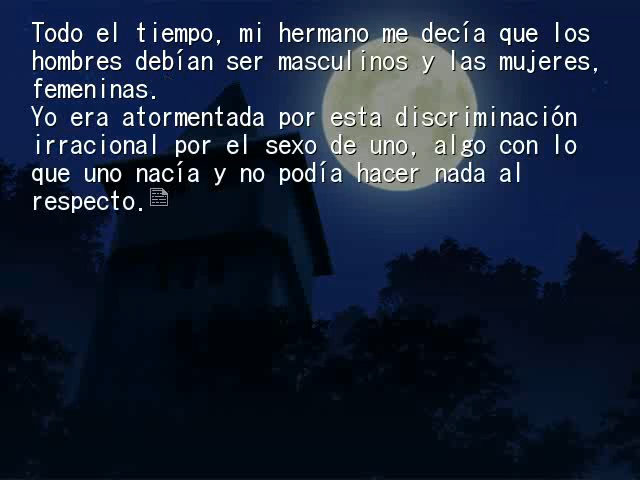 Todo el tiempo, mi hermano me decía que los
hombres debían ser masculinos y las mujeres,
femeninas.
Yo era atormentada por esta discriminación
irracional por el sexo de uno, algo con lo
que uno nacía y no podía hacer nada al
respecto.